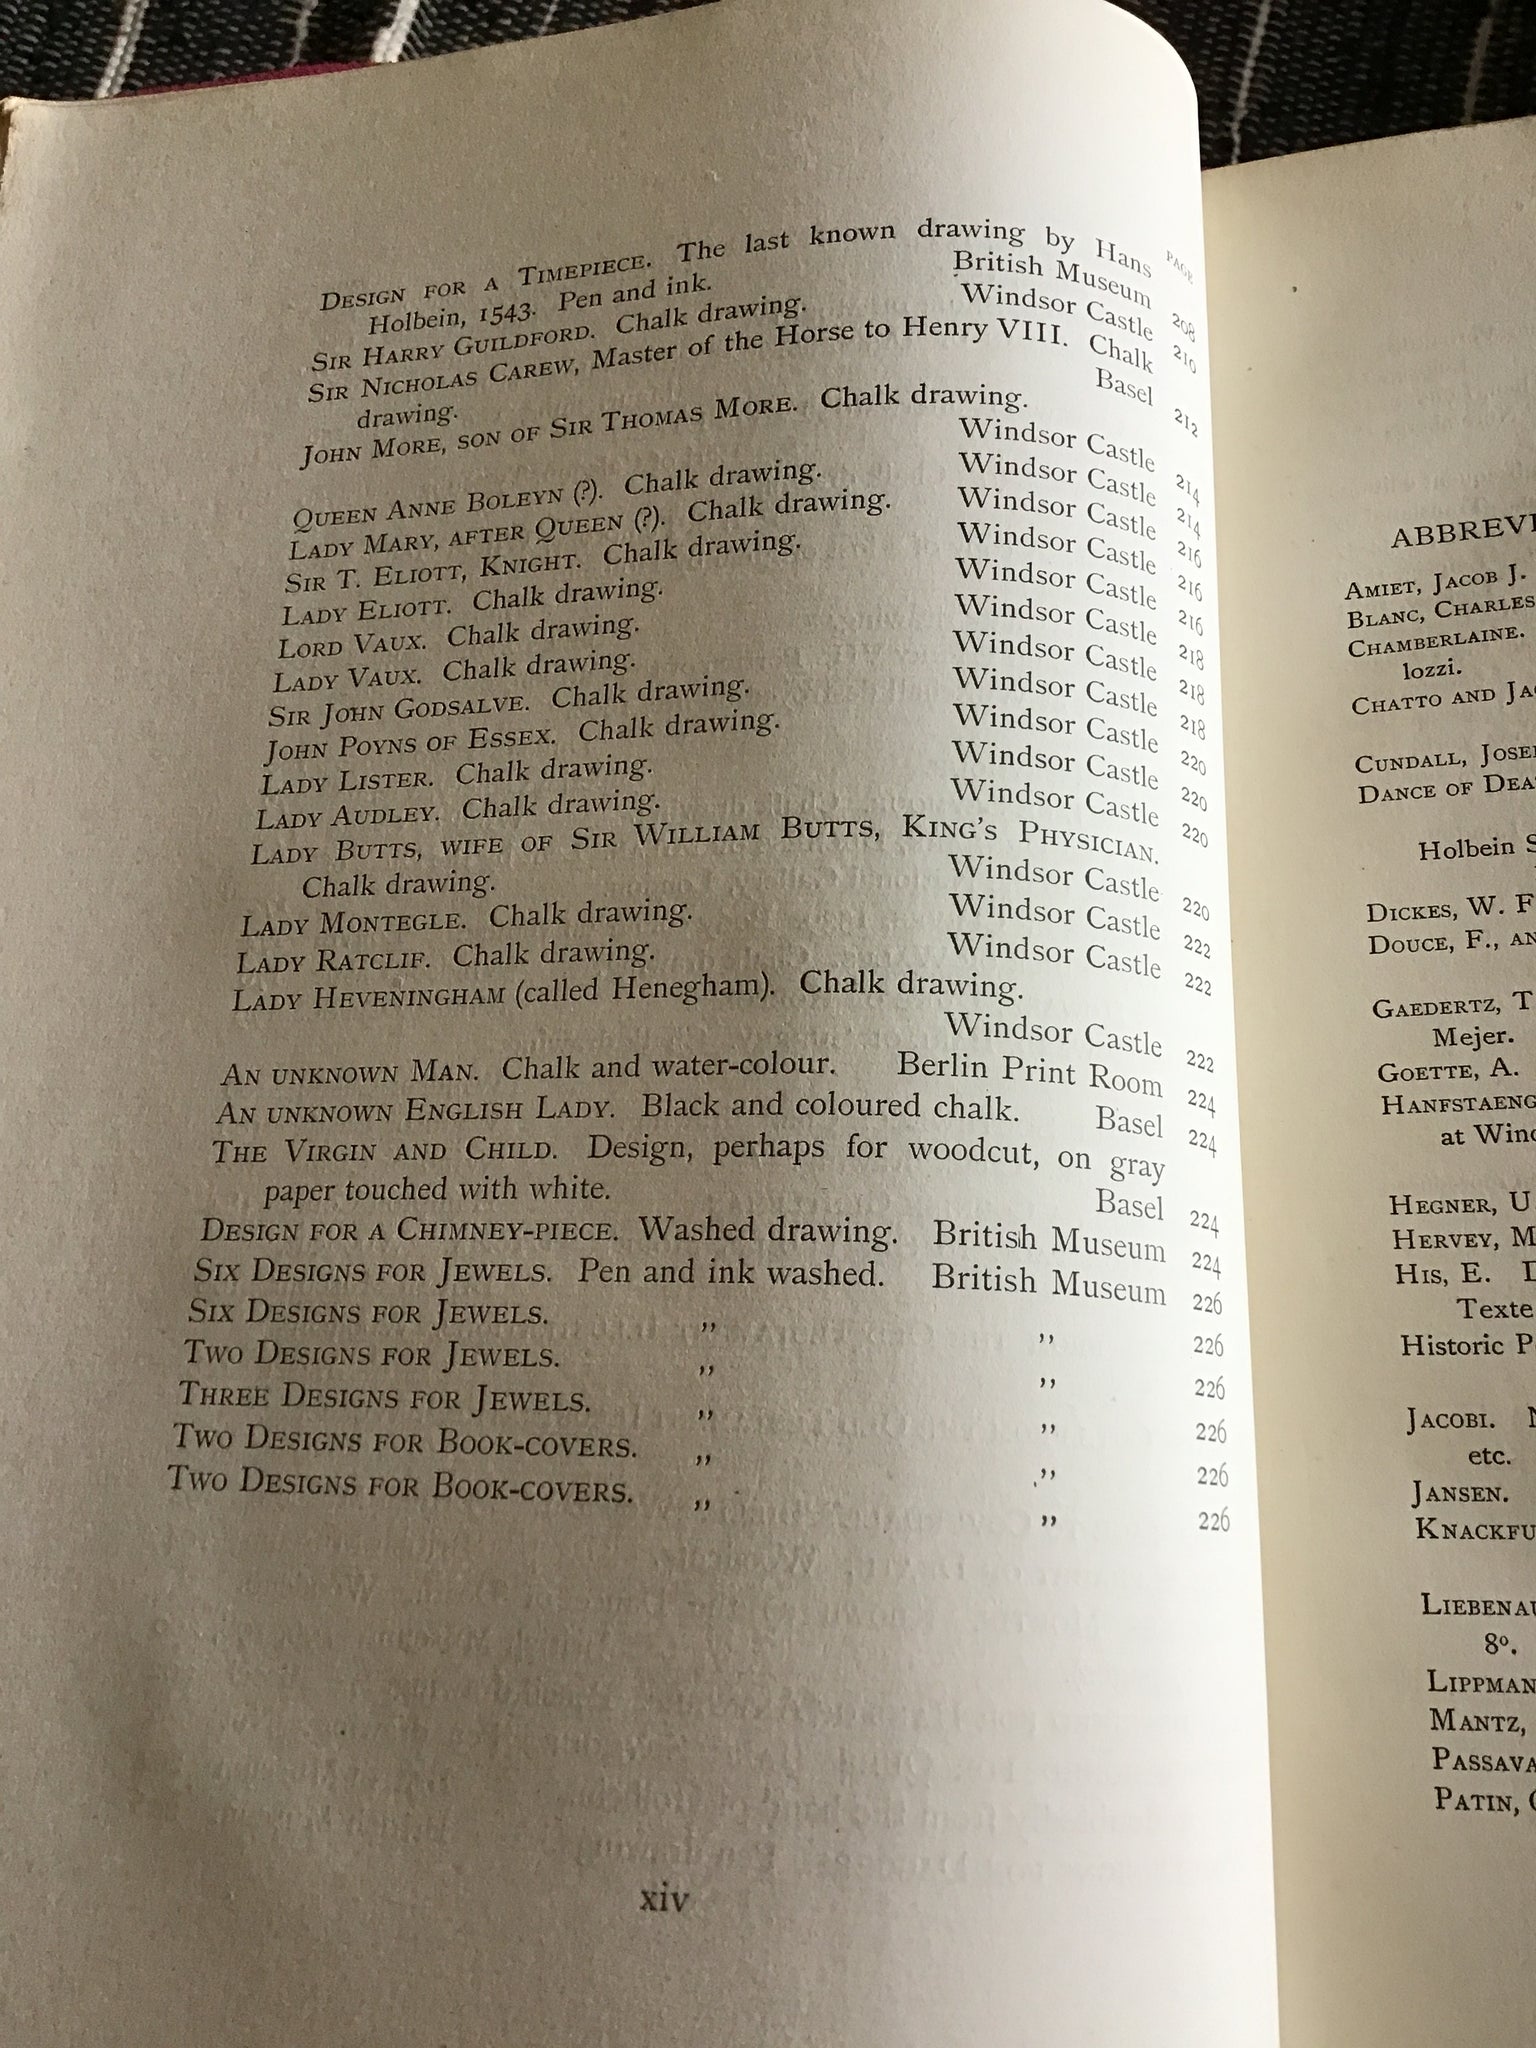 PAGE
DESIGN FOR A TIMEPIECE. The last known drawing by Hans
Holbein, 1543. Pen and ink. British Museum 208
SIR HARRY GUILDFORD. Chalk drawing. Windsor Castle 210
SIR NICHOLAS CAREW, Master of the Horse to Henry VIII. Chalk
drawing. Basel 212
JOHN MORE, SON OF SIR THOMAS MORE. Chalk drawing.
Windsor Castle 214
QUEEN ANNE BOLEYN (?). Chalk drawing. Windsor Castle 214
LADY MARY, AFTER QUEEN (?). Chalk drawing. Windsor Castle 216
SIR T. ELIOTT, KNIGHT. Chalk drawing. Windsor Castle 216
LADY ELIOTT. Chalk drawing. Windsor Castle 216
LORD VAUX. Chalk drawing. Windsor Castle 218
LADY VAUX. Chalk drawing. Windsor Castle 218
SIR JOHN GODSALVE. Chalk drawing. Windsor Castle 218
JOHN POYNS OF ESSEX. Chalk drawing. Windsor Castle 220
LADY LISTER. Chalk drawing. Windsor Castle 220
LADY AUDLEY. Chalk drawing. Windsor Castle 220
LADY BUTTS, WIFE OF SIR WILLIAM BUTTS, KING'S PHYSICIAN.
Chalk drawing. Windsor Castle 220
LADY MONTEGLE. Chalk drawing. Windsor Castle 222
LADY RATCLIF. Chalk drawing. Windsor Castle 222
LADY HEVENINGHAM (called Henegham). Chalk drawing.
Windsor Castle 222
AN UNKNOWN MAN. Chalk and water-colour. Berlin Print Room 224
AN UNKNOWN ENGLISH LADY. Black and coloured chalk. Basel 224
THE VIRGIN AND CHILD. Design, perhaps for woodcut, on gray
paper touched with white. Basel 224
DESIGN FOR A CHIMNEY-PIECE. Washed drawing. British Museum 224
SIX DESIGNS FOR JEWELS. Pen and ink washed. British Museum 226
SIX DESIGNS FOR JEWELS. ,, ,, 226
TWO DESIGNS FOR JEWELS. ,, ,, 226
THREE DESIGNS FOR JEWELS. ,, ,, 226
TWO DESIGNS FOR BOOK-COVERS. ,, ,, 226
TWO DESIGNS FOR BOOK-COVERS. ,, ,, 226
xiv
AMIET, JACOB J.
BLANC, CHARLES
CHAMBERLAINE.
lozzi.
CHATTO AND
CUNDALL,
DANCE OF
Holbein
DICKES, W.
DOUCE, F.,
GAEDERTZ, T
Mejer.
GOETTE, A.
at
HEGNER, U.
HERVEY,
HIS, E.
Texte
Historic
JACOBI.
etc.
JANSEN.
8º.
MANTZ,
PATIN,